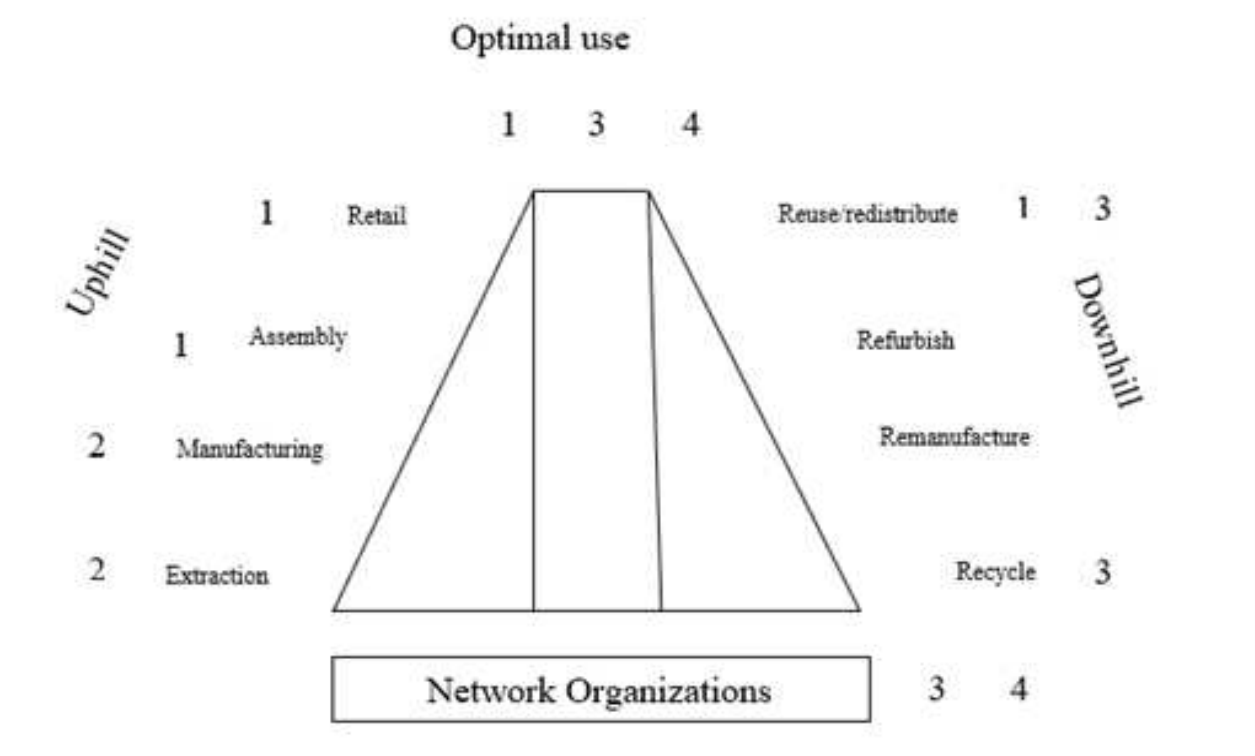 Optimal use
1 3 4
1 Retail
Reuse/redistribute 1 3
Uphill
Downhill
1 Assembly
Refurbish
2 Manufacturing
Remanufacture
2 Extraction
Recycle 3
Network Organizations 3 4